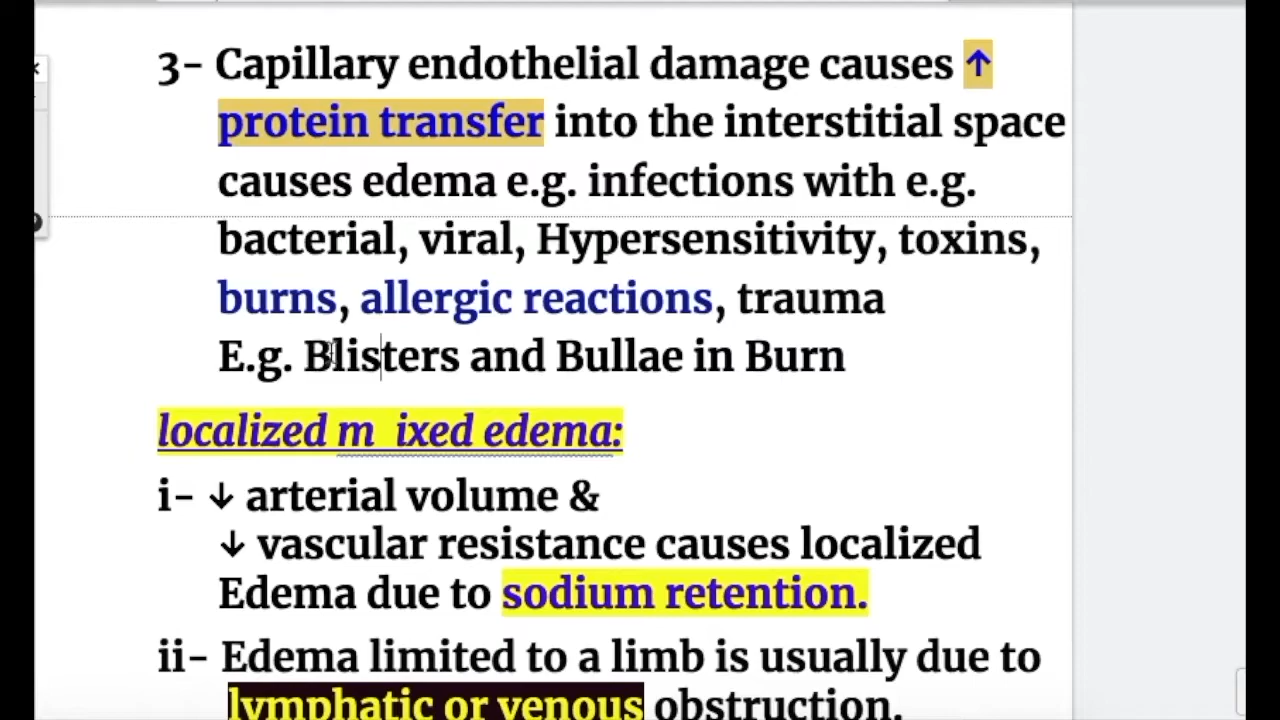 3- Capillary endothelial damage causes ↑
protein transfer into the interstitial space
causes edema e.g. infections with e.g.
bacterial, viral, Hypersensitivity, toxins,
burns, allergic reactions, trauma
E.g. Blisters and Bullae in Burn
localized m ixed edema:
i- ↓ arterial volume &
↓ vascular resistance causes localized
Edema due to sodium retention.
ii- Edema limited to a limb is usually due to
lymphatic or venous obstruction.